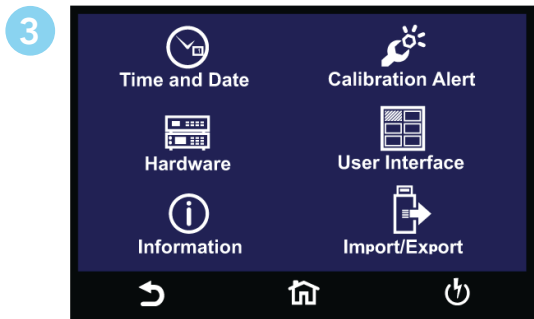 3
Time and Date
Calibration Alert
Hardware
User Interface
Information
Import/Export